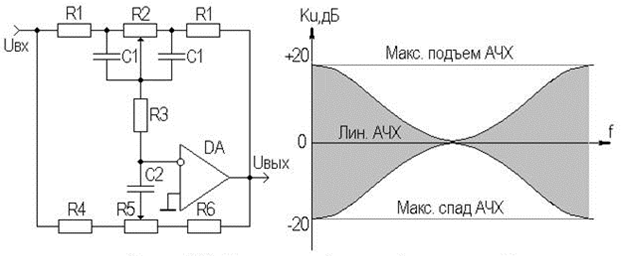 R1
R2
R1
Uвх
C1
C1
R3
DA
C2
Uвых
R4
R5
R6
Ku,дБ
+20
Макс. подъем АЧХ
Лин. АЧХ
f
0
Макс. спад АЧХ
-20